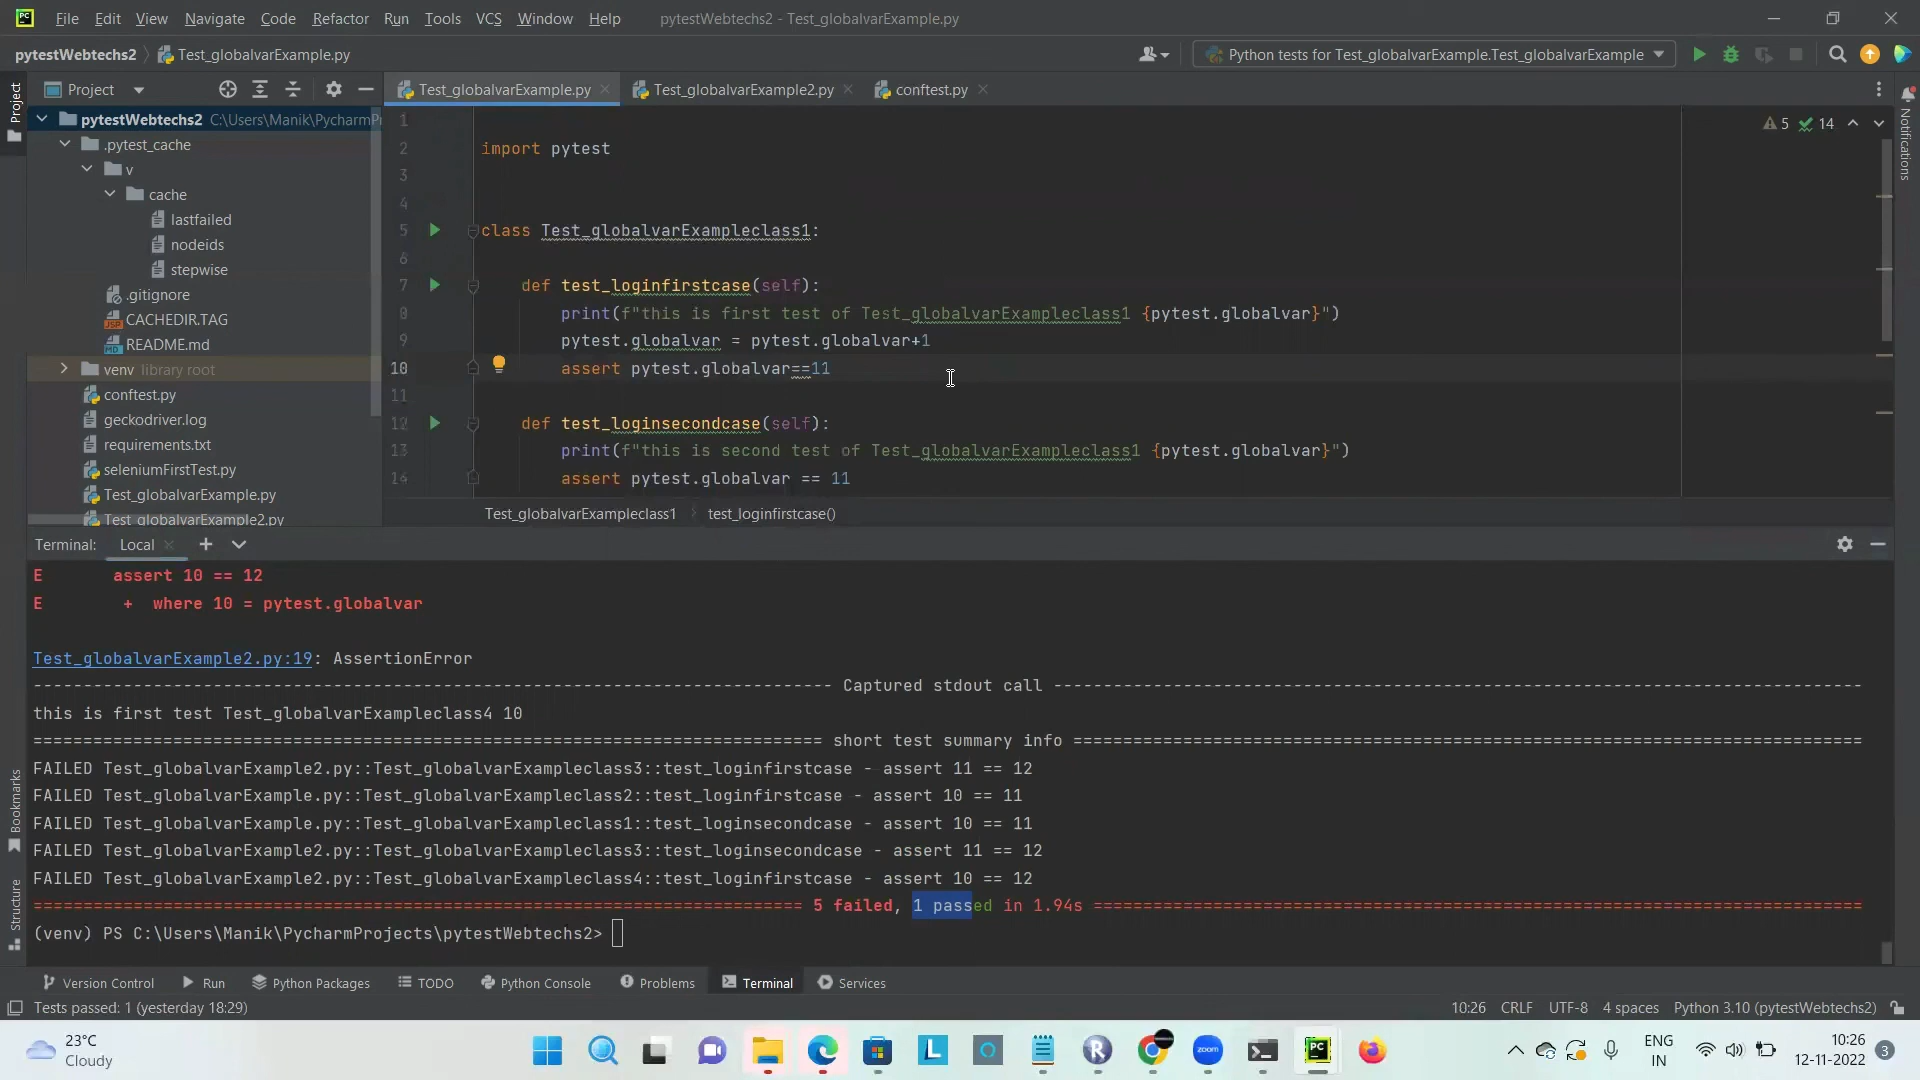 File Edit View Navigate Code Refactor Run Tools VCS Window Help pytestWebtechs2 - Test_globalvarExample.py
pytestWebtechs2 Test_globalvarExample.py Python tests for Test_globalvarExample.Test_globalvarExample
Project
Project
Test_globalvarExample.py
Test_globalvarExample2.py
conftest.py
Notifications
pytestWebtechs2 C:\Users\Manik\PycharmPr
.pytest_cache
v
cache
lastfailed
nodeids
stepwise
.gitignore
CACHEDIR.TAG
README.md
venv library root
conftest.py
geckodriver.log
requirements.txt
seleniumFirstTest.py
Test_globalvarExample.py
Test_globalvarExample2.py
5 14
1
2 import pytest
3
4
5 class Test_globalvarExampleclass1:
6
7 def test_loginfirstcase(self):
8 print(f"this is first test of Test_globalvarExampleclass1 {pytest.globalvar}")
9 pytest.globalvar = pytest.globalvar+1
10 assert pytest.globalvar==11
11
12 def test_loginsecondcase(self):
13 print(f"this is second test of Test_globalvarExampleclass1 {pytest.globalvar}")
14 assert pytest.globalvar == 11
Test_globalvarExampleclass1 test_loginfirstcase()
Terminal: Local
E assert 10 == 12
E + where 10 = pytest.globalvar
Test_globalvarExample2.py:19: AssertionError
-------------------------------------------------------------------------------- Captured stdout call ---------------------------------------------------------------------------------
this is first test Test_globalvarExampleclass4 10
=============================================================================== short test summary info ===============================================================================
FAILED Test_globalvarExample2.py::Test_globalvarExampleclass3::test_loginfirstcase - assert 11 == 12
FAILED Test_globalvarExample.py::Test_globalvarExampleclass2::test_loginfirstcase - assert 10 == 11
FAILED Test_globalvarExample.py::Test_globalvarExampleclass1::test_loginsecondcase - assert 10 == 11
FAILED Test_globalvarExample2.py::Test_globalvarExampleclass3::test_loginsecondcase - assert 11 == 12
FAILED Test_globalvarExample2.py::Test_globalvarExampleclass4::test_loginfirstcase - assert 10 == 12
============================================================================= 5 failed, 1 passed in 1.94s =============================================================================
(venv) PS C:\Users\Manik\PycharmProjects\pytestWebtechs2>
Bookmarks
Structure
Version Control Run Python Packages TODO Python Console Problems Terminal Services
Tests passed: 1 (yesterday 18:29) 10:26 CRLF UTF-8 4 spaces Python 3.10 (pytestWebtechs2)
23°C
Cloudy
zoom
ENG
IN
10:26
12-11-2022
3